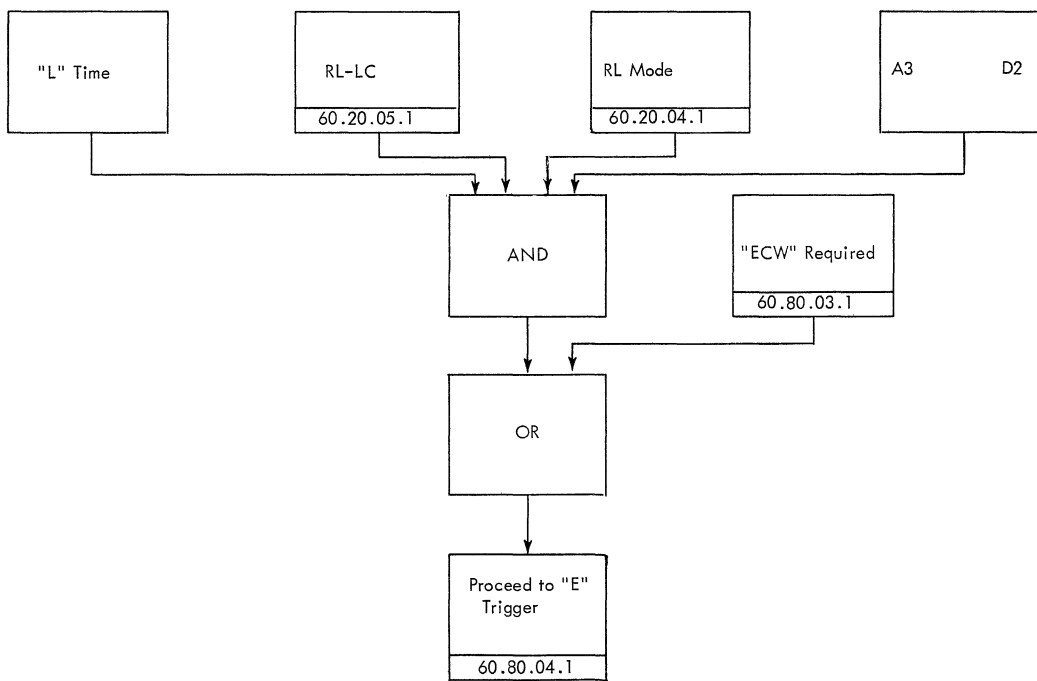 "L" Time
RL-LC
60.20.05.1
RL Mode
60.20.04.1
A3 D2
AND
"ECW" Required
60.80.03.1
OR
Proceed to "E"
Trigger
60.80.04.1